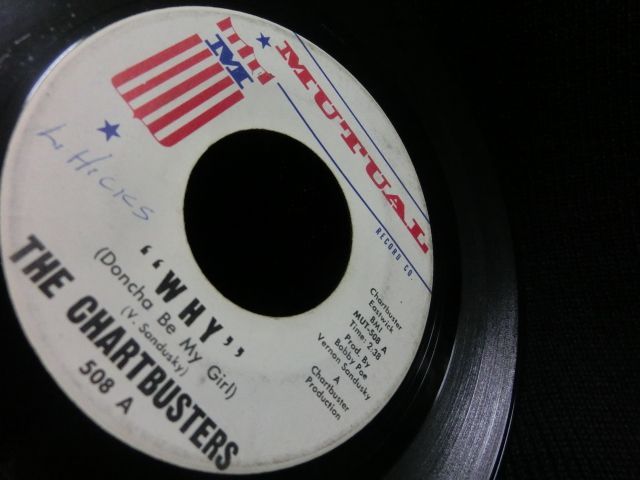 M
MUTUAL
RECORD CO.
L. Hicks
"WHY"
(Doncha Be My Girl)
(V. Sandusky)
THE CHARTBUSTERS
508 A
Chartbuster
Eastwick
BMI
MUT-508 A
Time: 2:38
Prod. By
Bobby Poe
Vernon Sandusky
A
Chartbuster
Production